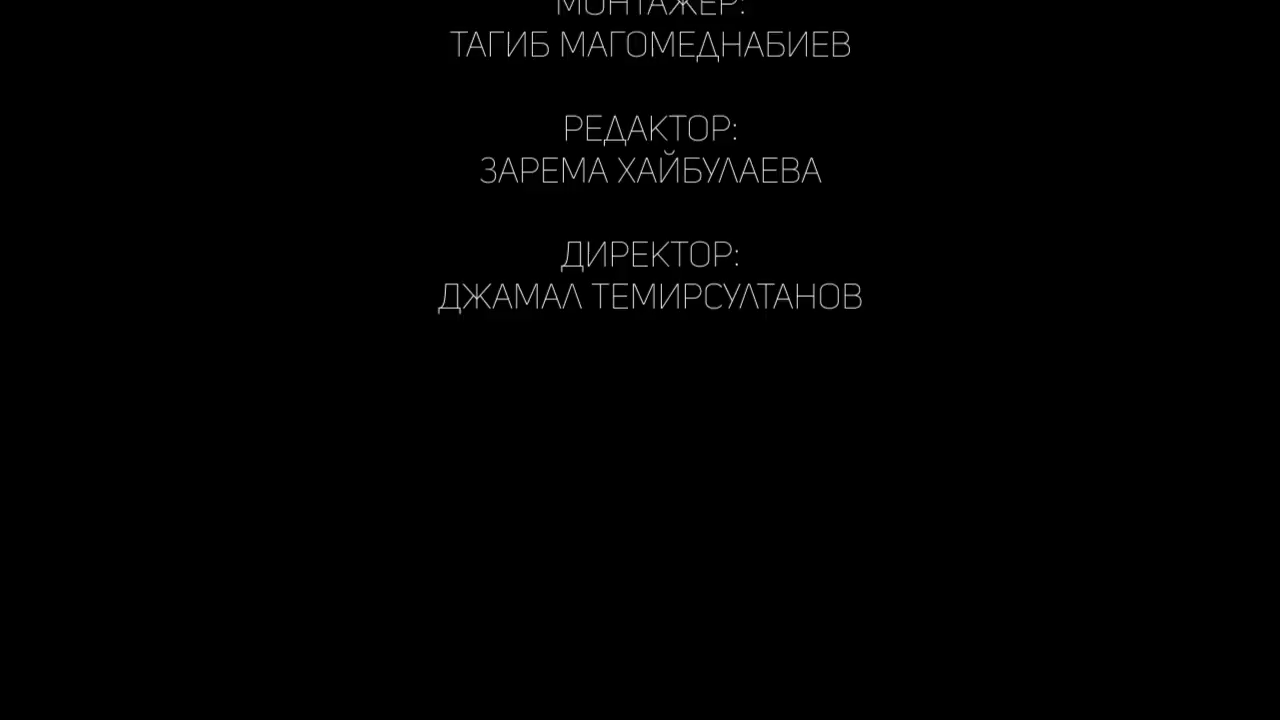 МОНТАЖЕР:
ТАГИБ МАГОМЕДНАБИЕВ
РЕДАКТОР:
ЗАРЕМА ХАЙБУЛАЕВА
ДИРЕКТОР:
ДЖАМАЛ ТЕМИРСУЛТАНОВ